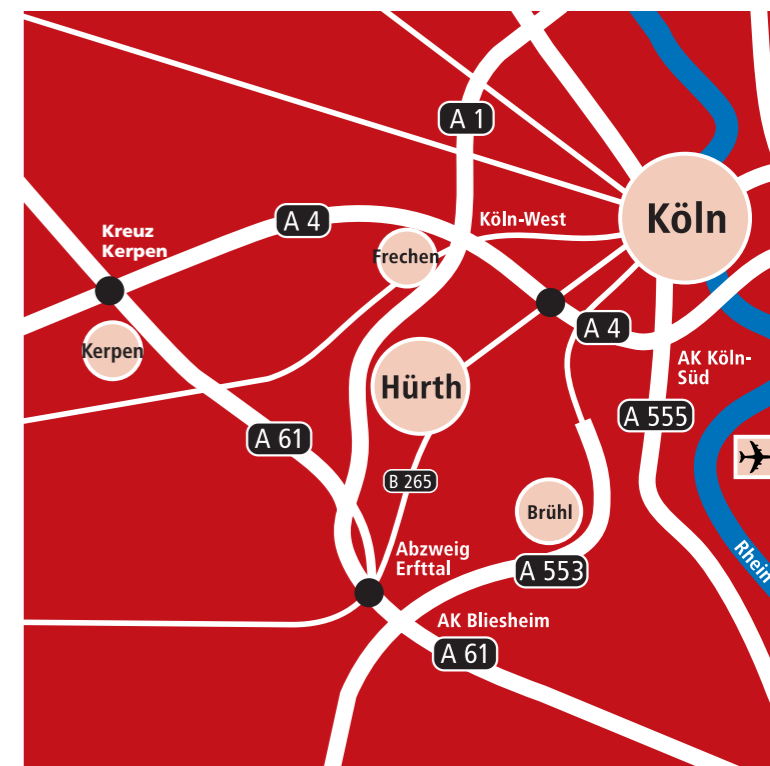 A 1
Köln-West
Köln
A 4
Kreuz
Kerpen
Frechen
A 4
Kerpen
Hürth
AK Köln-
Süd
A 555
A 61
B 265
Brühl
Abzweig
Erfttal
A 553
Rhein
AK Bliesheim
A 61